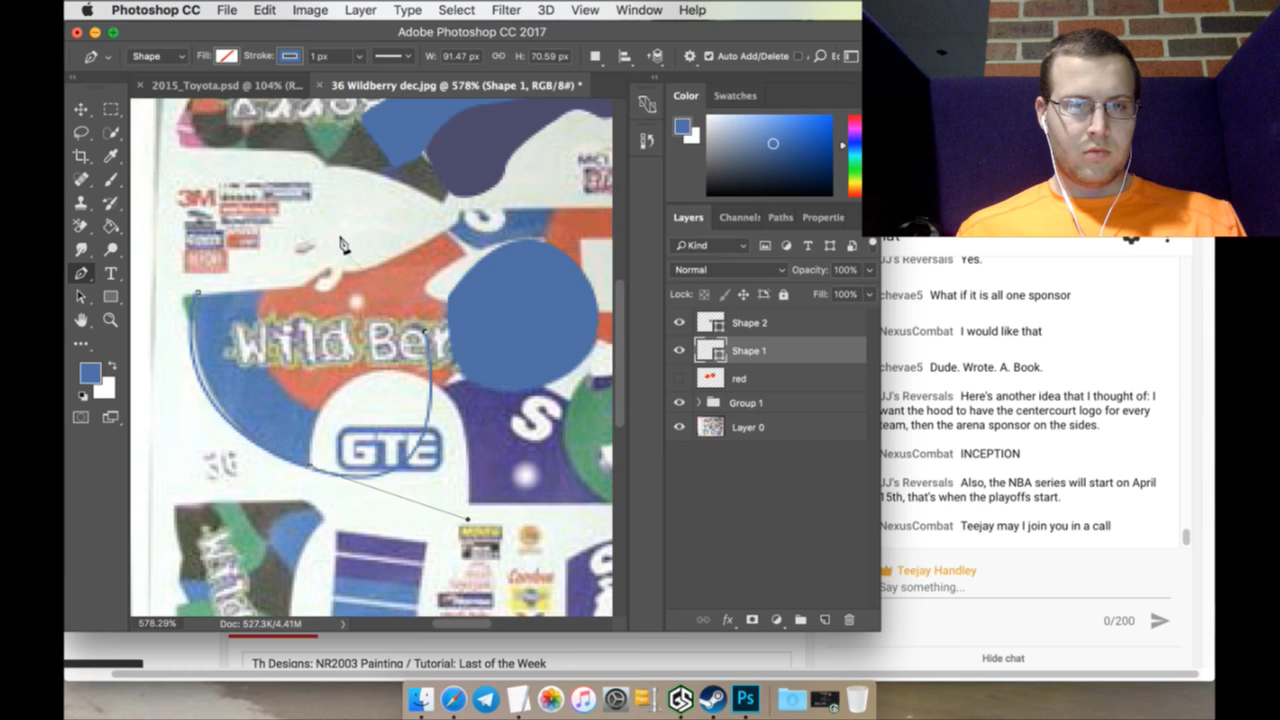 Photoshop CC File Edit Image Layer Type Select Filter 3D View Window Help
Adobe Photoshop CC 2017
Shape Fill: Stroke: 1 px W: 91.47 px H: 70.59 px Auto Add/Delete
2015_Toyota.psd @ 104% (R... 36 Wildberry dec.jpg @ 578% (Shape 1, RGB/8#) *
Color Swatches
Layers Channel: Paths Propertie
Kind
Normal Opacity: 100%
Lock: Fill: 100%
Shape 2
Shape 1
red
Group 1
Layer 0
3M
Wild Ber
GTE
36
578.29% Doc: 527.3K/4.41M
JJ's Reversals Yes.
chevae5 What if it is all one sponsor
NexusCombat I would like that
chevae5 Dude. Wrote. A. Book.
JJ's Reversals Here's another idea that I thought of: I
want the hood to have the centercourt logo for every
team, then the arena sponsor on the sides.
NexusCombat INCEPTION
JJ's Reversals Also, the NBA series will start on April
15th, that's when the playoffs start.
NexusCombat Teejay may I join you in a call
Teejay Handley
Say something...
0/200
Hide chat
Th Designs: NR2003 Painting / Tutorial: Last of the Week
Ps